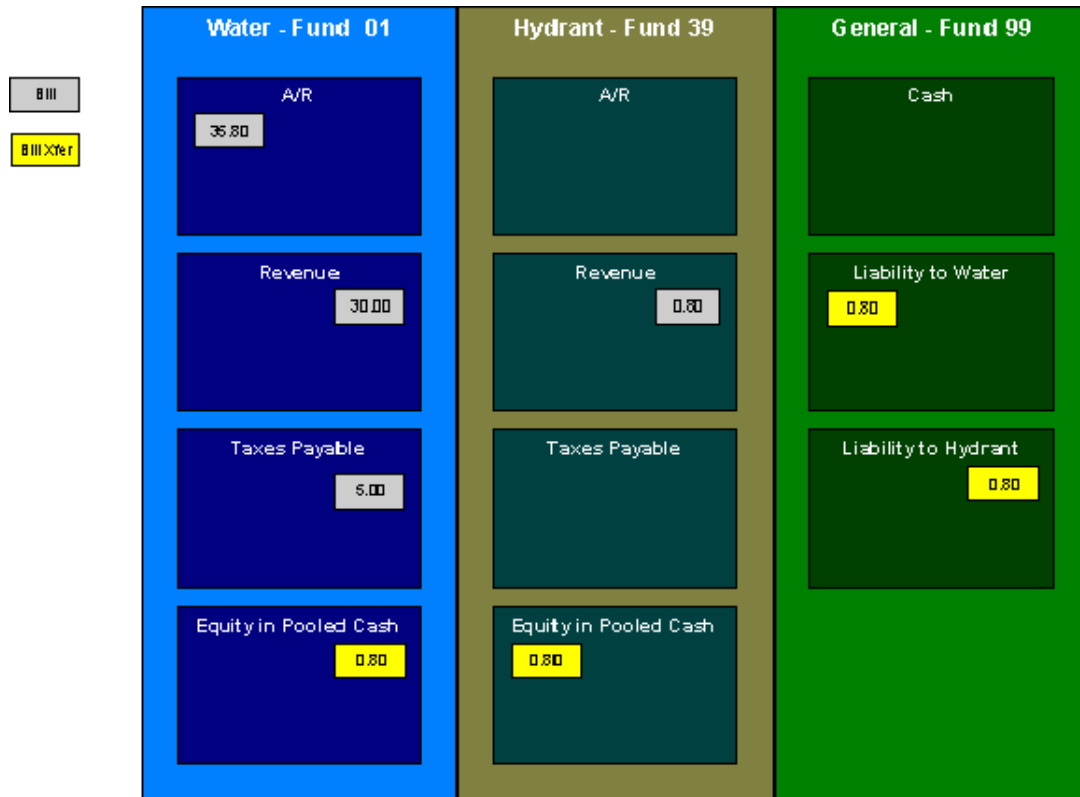 Water - Fund 01
Hydrant - Fund 39
General - Fund 99
Bill
Bill Xfer
A/R
35.80
A/R
Cash
Revenue
30.00
Revenue
0.80
Liability to Water
0.80
Taxes Payable
5.00
Taxes Payable
Liability to Hydrant
0.80
Equity in Pooled Cash
0.80
Equity in Pooled Cash
0.80